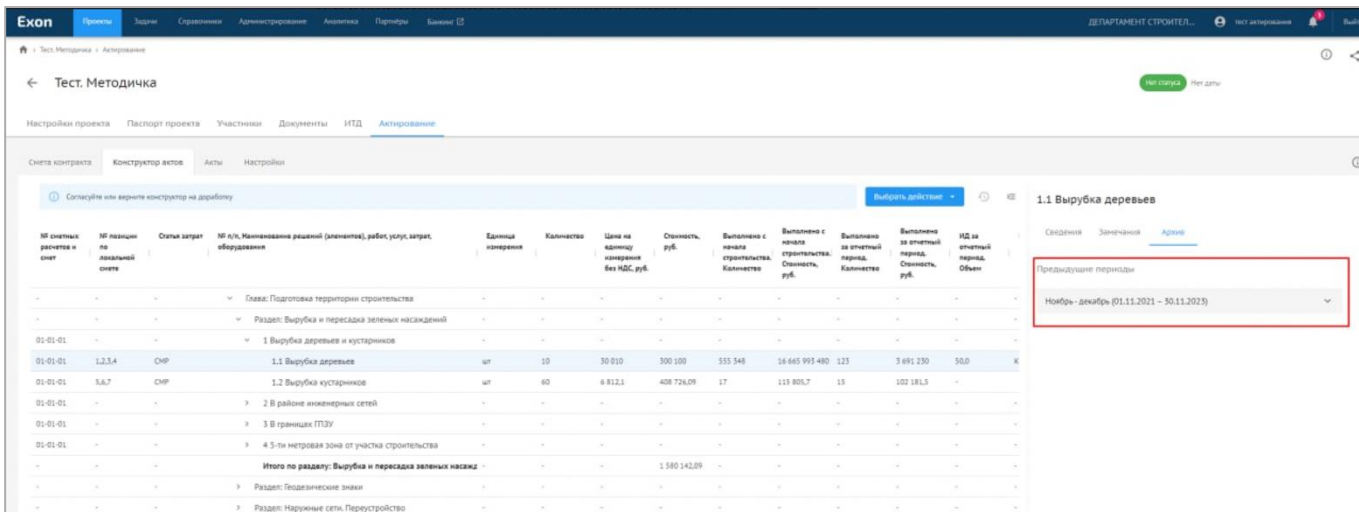 Exon Проекты Задачи Справочники Администрирование Аналитика Партнёры Банкинг ДЕПАРТАМЕНТ СТРОИТЕЛ... тест актирования
Тест. Методичка › Актирование
Тест. Методичка Нет статуса Нет даты
Настройки проекта Паспорт проекта Участники Документы ИТД Актирование
Смета контракта Конструктор актов Акты Настройки
Согласуйте или верните конструктор на доработку Выбрать действие
№ сметных расчетов и смет
№ позиции по локальной смете
Статья затрат
№ п/п, Наименование решений (элементов), работ, услуг, затрат, оборудования
Единица измерения
Количество
Цена на единицу измерения без НДС, руб.
Стоимость, руб.
Выполнено с начала строительства. Количество
Выполнено с начала строительства. Стоимость, руб.
Выполнено за отчетный период. Количество
Выполнено за отчетный период. Стоимость, руб.
ИД за отчетный период. Объем
- - - Глава: Подготовка территории строительства - - - - - - - - -
- - - Раздел: Вырубка и пересадка зеленых насаждений - - - - - - - - -
01-01-01 - - 1 Вырубка деревьев и кустарников - - - - - - - - -
01-01-01 1,2,3,4 СМР 1.1 Вырубка деревьев шт 10 30 010 300 100 555 348 16 665 993 480 123 3 691 230 50,0 К
01-01-01 5,6,7 СМР 1.2 Вырубка кустарников шт 60 6 812,1 408 726,09 17 115 805,7 15 102 181,5 -
01-01-01 - - 2 В районе инженерных сетей - - - - - - - - -
01-01-01 - - 3 В границах ГПЗУ - - - - - - - - -
01-01-01 - - 4 5-ти метровая зона от участка строительства - - - - - - - - -
- - - Итого по разделу: Вырубка и пересадка зеленых насажд - - - 1 580 142,09 - - - - -
- - - Раздел: Геодезические знаки - - - - - - - - -
- - - Раздел: Наружные сети. Переустройство - - - - - - - - -
1.1 Вырубка деревьев
Сведения Замечания Архив
Предыдущие периоды
Ноябрь - декабрь (01.11.2021 – 30.11.2023)